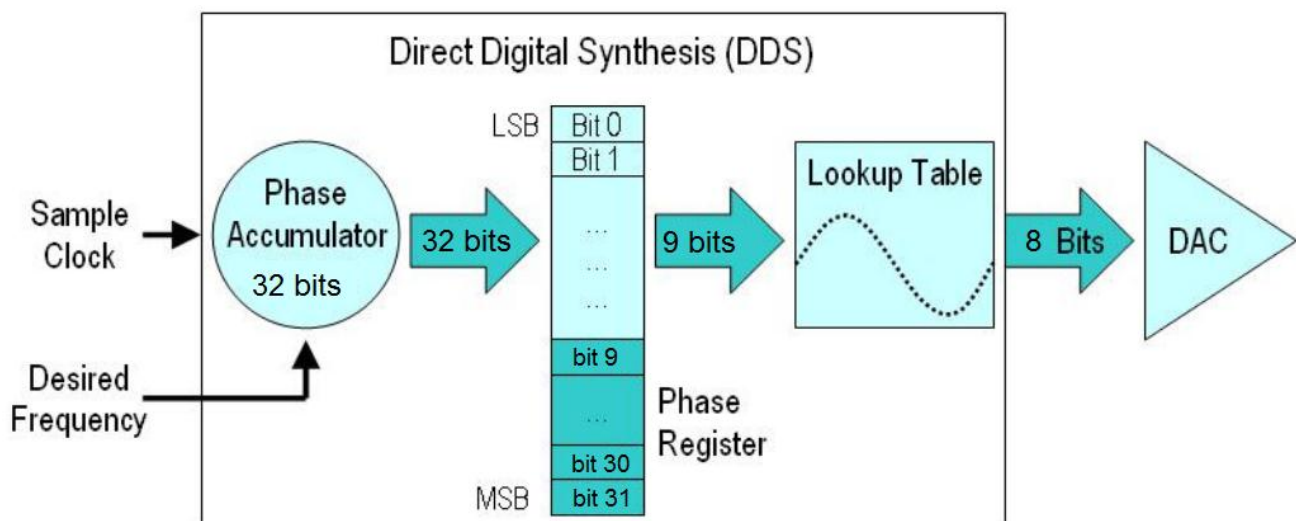 Direct Digital Synthesis (DDS)
LSB
Bit 0
Bit 1
...
...
...
bit 9
...
bit 30
MSB
bit 31
Phase
Register
Sample
Clock
Desired
Frequency
Phase
Accumulator
32 bits
32 bits
9 bits
Lookup Table
8 Bits
DAC